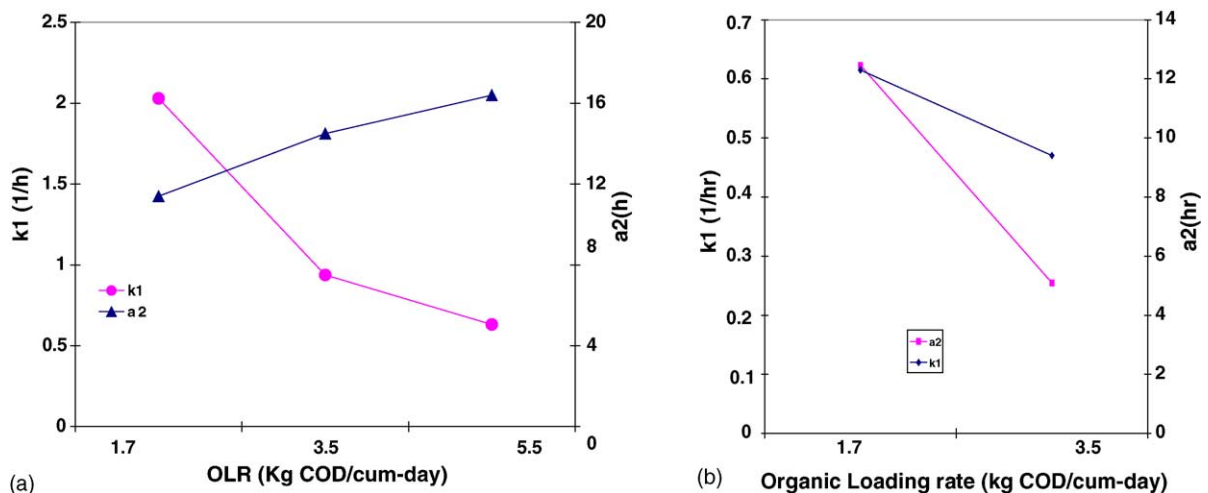 2.5
2
1.5
1
0.5
0
k1 (1/h)
20
16
12
8
4
0
a2(h)
k1
a 2
1.7 3.5 5.5
OLR (Kg COD/cum-day)
(a)
0.7
0.6
0.5
0.4
0.3
0.2
0.1
0
k1 (1/hr)
14
12
10
8
6
4
2
0
a2(hr)
a2
k1
1.7 3.5
Organic Loading rate (kg COD/cum-day)
(b)